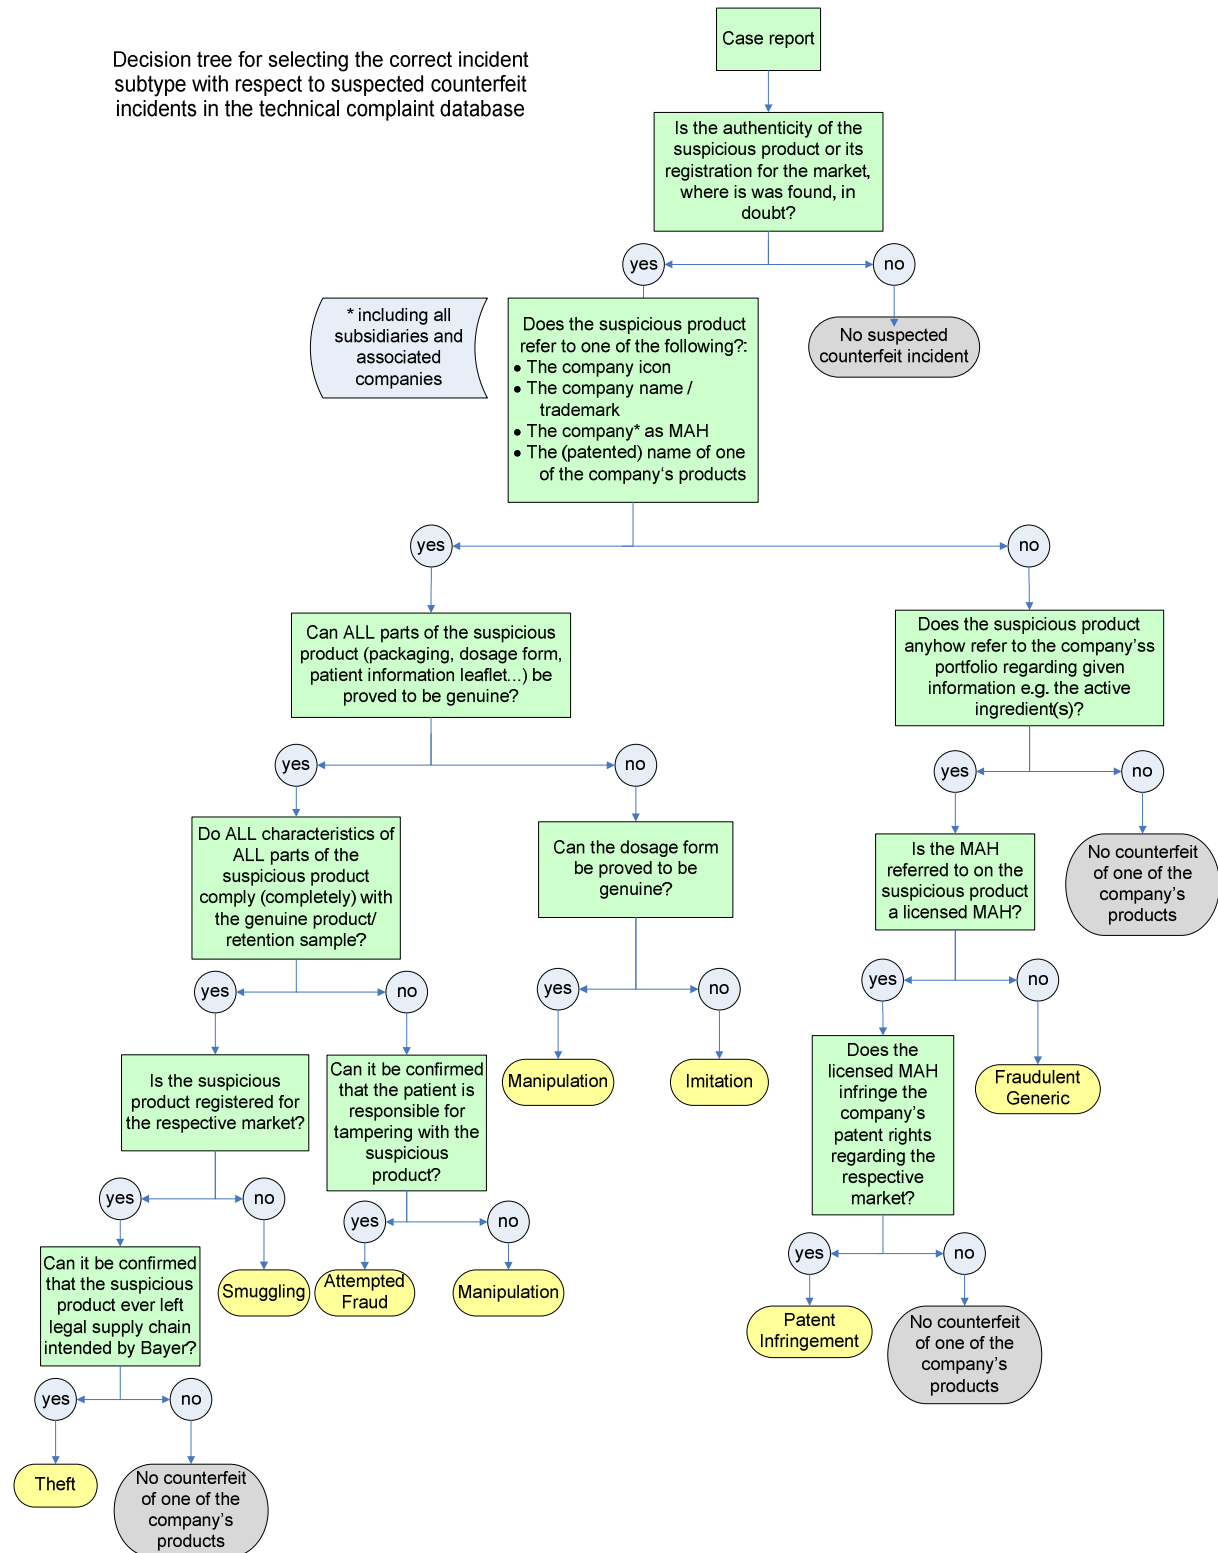 Decision tree for selecting the correct incident
subtype with respect to suspected counterfeit
incidents in the technical complaint database
Case report
Is the authenticity of the
suspicious product or its
registration for the market,
where is was found, in
doubt?
yes
no
* including all
subsidiaries and
associated
companies
Does the suspicious product
refer to one of the following?:
● The company icon
● The company name /
trademark
● The company* as MAH
● The (patented) name of one
of the company‘s products
No suspected
counterfeit incident
yes
no
Can ALL parts of the suspicious
product (packaging, dosage form,
patient information leaflet...) be
proved to be genuine?
Does the suspicious product
anyhow refer to the company’ss
portfolio regarding given
information e.g. the active
ingredient(s)?
yes
no
yes
no
Do ALL characteristics of
ALL parts of the
suspicious product
comply (completely) with
the genuine product/
retention sample?
Can the dosage form
be proved to be
genuine?
Is the MAH
referred to on the
suspicious product
a licensed MAH?
No counterfeit
of one of the
company’s
products
yes
no
yes
no
yes
no
Is the suspicious
product registered for
the respective market?
Can it be confirmed
that the patient is
responsible for
tampering with the
suspicious
product?
Manipulation
Imitation
Does the
licensed MAH
infringe the
company’s
patent rights
regarding the
respective
market?
Fraudulent
Generic
yes
no
yes
no
yes
no
Can it be confirmed
that the suspicious
product ever left
legal supply chain
intended by Bayer?
Smuggling
Attempted
Fraud
Manipulation
Patent
Infringement
No counterfeit
of one of the
company’s
products
yes
no
Theft
No counterfeit
of one of the
company’s
products